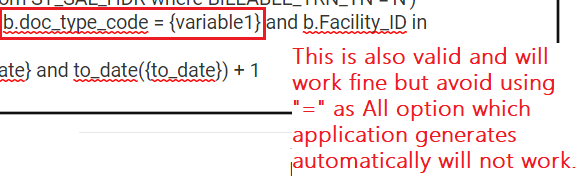 ST_SAL_HDR where BILLABLE_TRN_YN = N )
b.doc_type_code = {variable1} and b.Facility_ID in
ate} and to_date({to_date}) + 1
This is also valid and will
work fine but avoid using
"=" as All option which
application generates
automatically will not work.